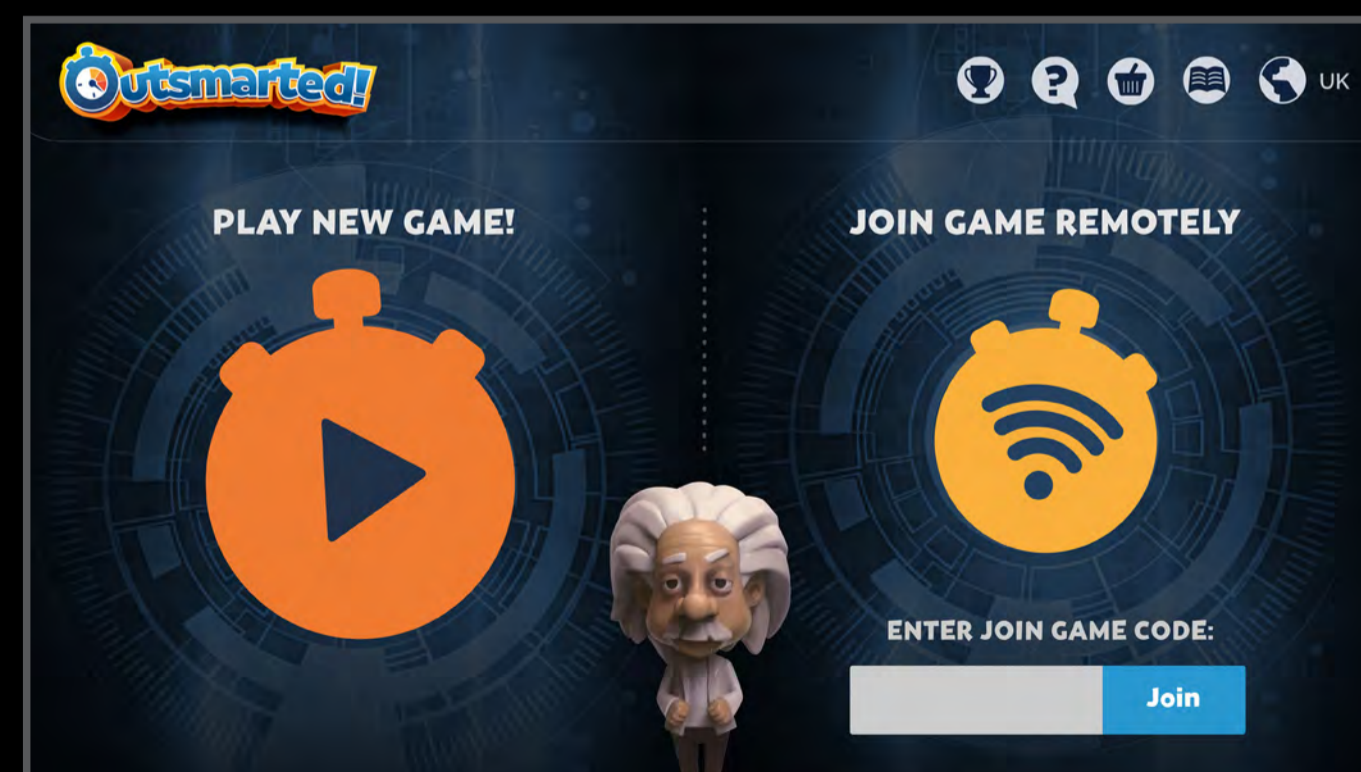 Outsmarted!
UK
PLAY NEW GAME!
JOIN GAME REMOTELY
ENTER JOIN GAME CODE:
Join